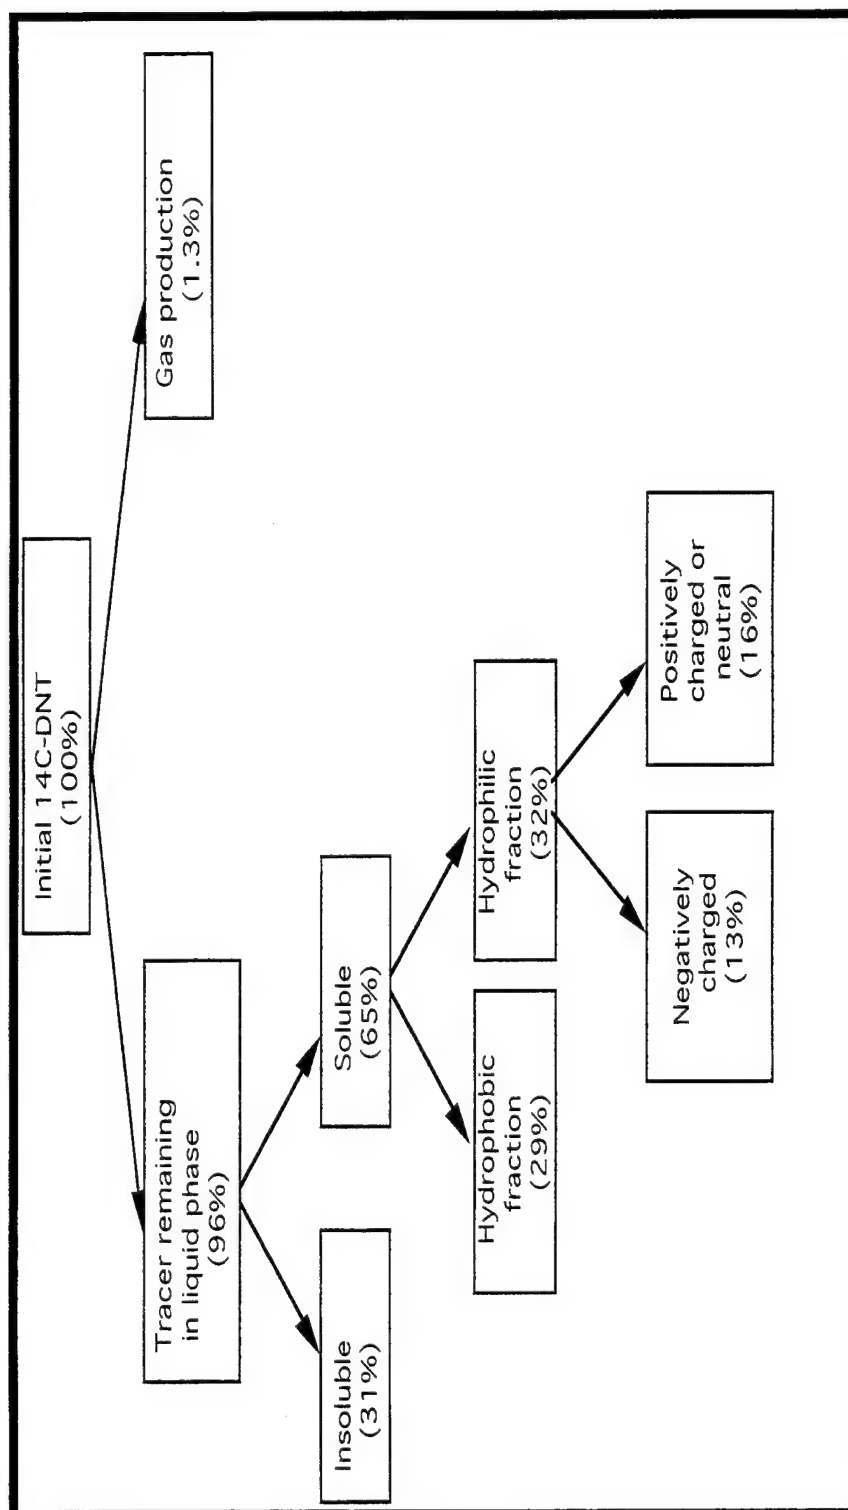 Initial 14C-DNT
(100%)
Tracer remaining
in liquid phase
(96%)
Gas production
(1.3%)
Insoluble
(31%)
Soluble
(65%)
Hydrophobic
fraction
(29%)
Hydrophilic
fraction
(32%)
Negatively
charged
(13%)
Positively
charged or
neutral
(16%)